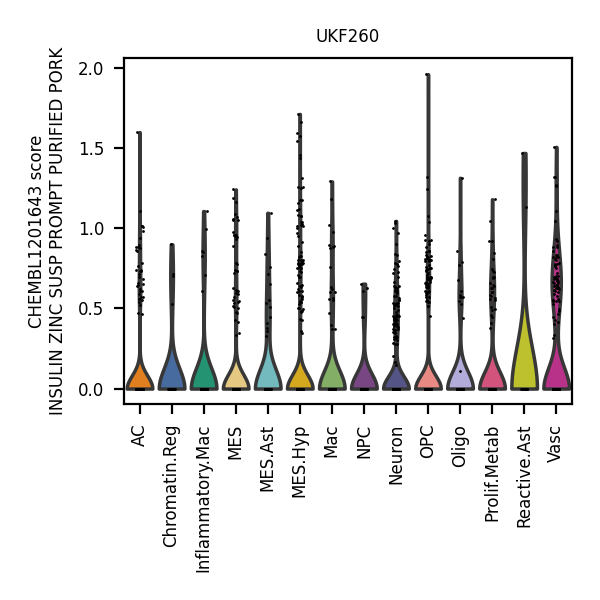 UKF260
CHEMBL1201643 score
INSULIN ZINC SUSP PROMPT PURIFIED PORK
2.0
1.5
1.0
0.5
0.0
AC
Chromatin.Reg
Inflammatory.Mac
MES
MES.Ast
MES.Hyp
Mac
NPC
Neuron
OPC
Oligo
Prolif.Metab
Reactive.Ast
Vasc